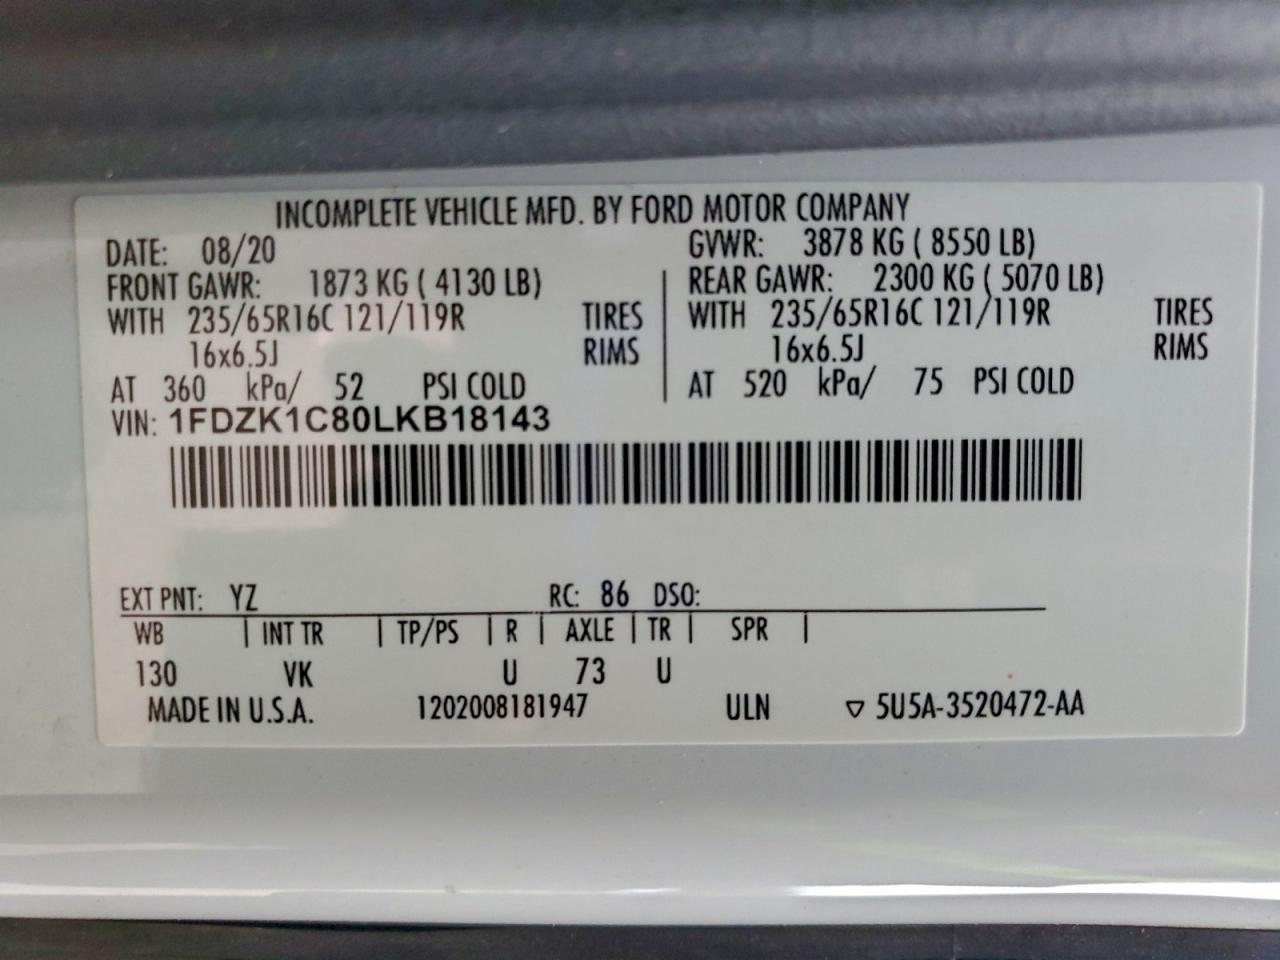 INCOMPLETE VEHICLE MFD. BY FORD MOTOR COMPANY
DATE: 08/20 GVWR: 3878 KG ( 8550 LB)
FRONT GAWR: 1873 KG ( 4130 LB) REAR GAWR: 2300 KG ( 5070 LB)
WITH 235/65R16C 121/119R TIRES WITH 235/65R16C 121/119R TIRES
16x6.5J RIMS 16x6.5J RIMS
AT 360 kPa/ 52 PSI COLD AT 520 kPa/ 75 PSI COLD
VIN: 1FDZK1C80LKB18143
EXT PNT: YZ RC: 86 DSO:
WB | INT TR | TP/PS | R | AXLE | TR | SPR |
130 VK U 73 U
MADE IN U.S.A. 1202008181947 ULN ▽ 5U5A-3520472-AA